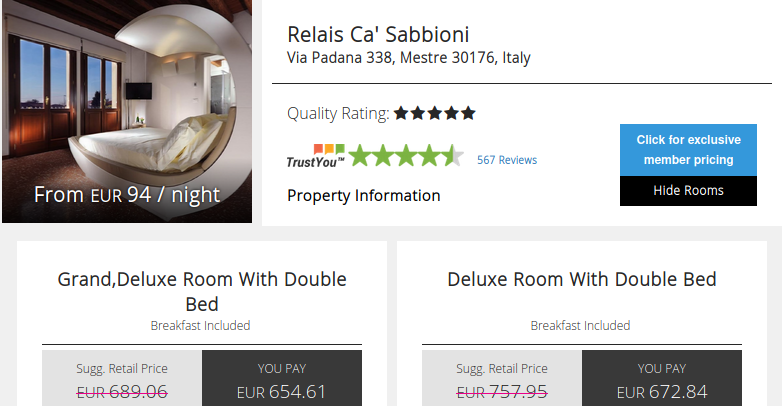 From EUR 94 / night
Relais Ca' Sabbioni
Via Padana 338, Mestre 30176, Italy
Quality Rating:
TrustYou™
567 Reviews
Property Information
Click for exclusive
member pricing
Hide Rooms
Grand,Deluxe Room With Double
Bed
Breakfast Included
Sugg. Retail Price
EUR 689.06
YOU PAY
EUR 654.61
Deluxe Room With Double Bed
Breakfast Included
Sugg. Retail Price
EUR 757.95
YOU PAY
EUR 672.84